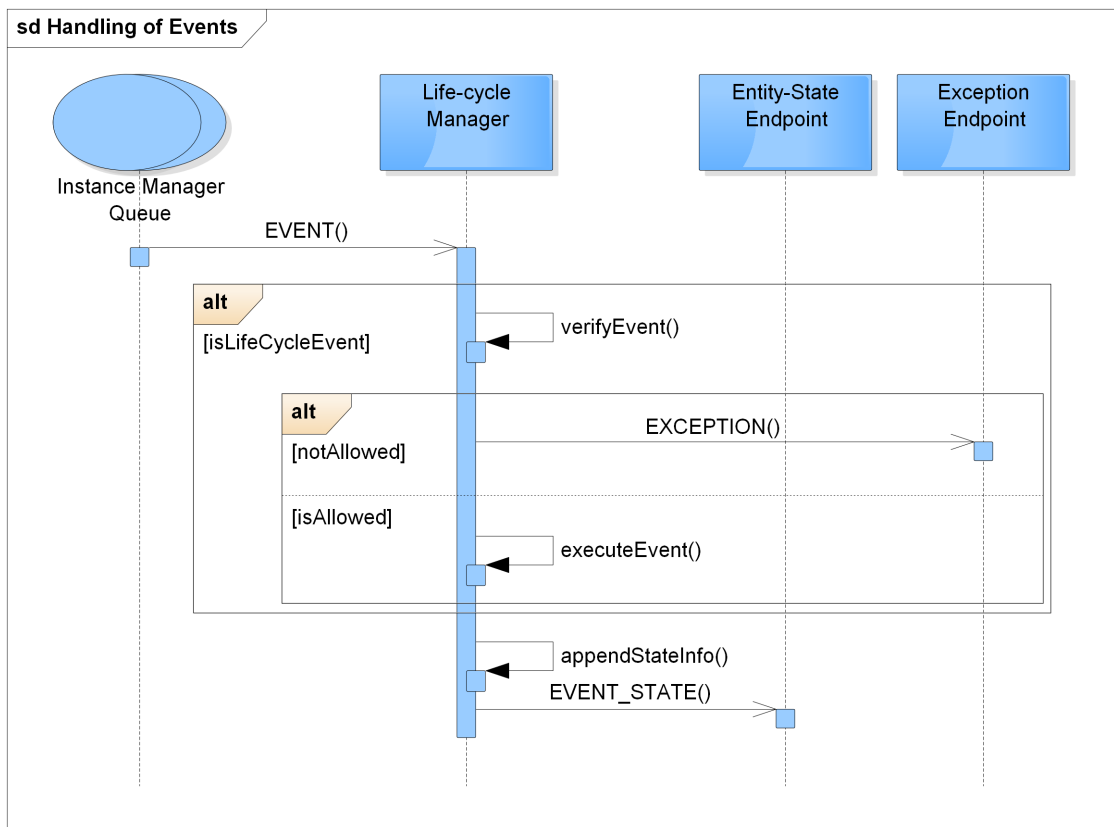 sd Handling of Events
Life-cycle
Manager
Entity-State
Endpoint
Exception
Endpoint
Instance Manager
Queue
EVENT()
alt
[isLifeCycleEvent]
verifyEvent()
alt
[notAllowed]
EXCEPTION()
[isAllowed]
executeEvent()
appendStateInfo()
EVENT_STATE()